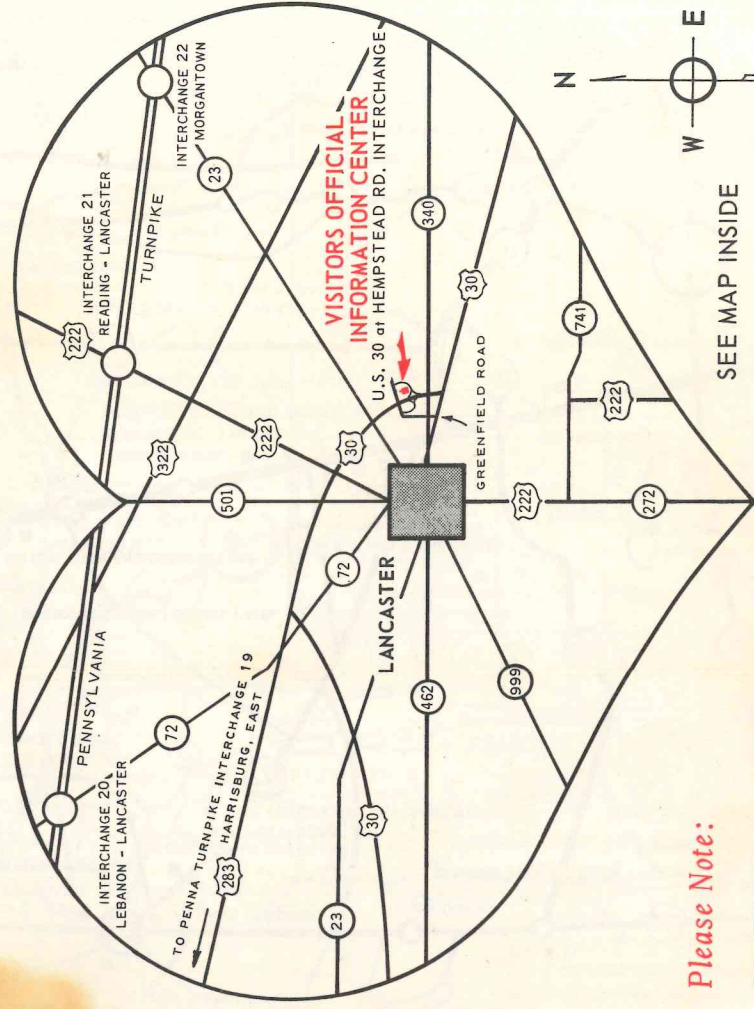 INTERCHANGE 21
READING - LANCASTER
222
TURNPIKE
INTERCHANGE 22
MORGANTOWN
PENNSYLVANIA
322
23
INTERCHANGE 20
LEBANON - LANCASTER
72
501
222
VISITORS OFFICIAL
INFORMATION CENTER
U.S. 30 at HEMPSTEAD RD. INTERCHANGE
TO PENNA TURNPIKE INTERCHANGE 19
HARRISBURG, EAST
283
30
72
340
LANCASTER
30
GREENFIELD ROAD
23
30
462
999
222
741
222
272
N
W
E
SEE MAP INSIDE
Please Note: